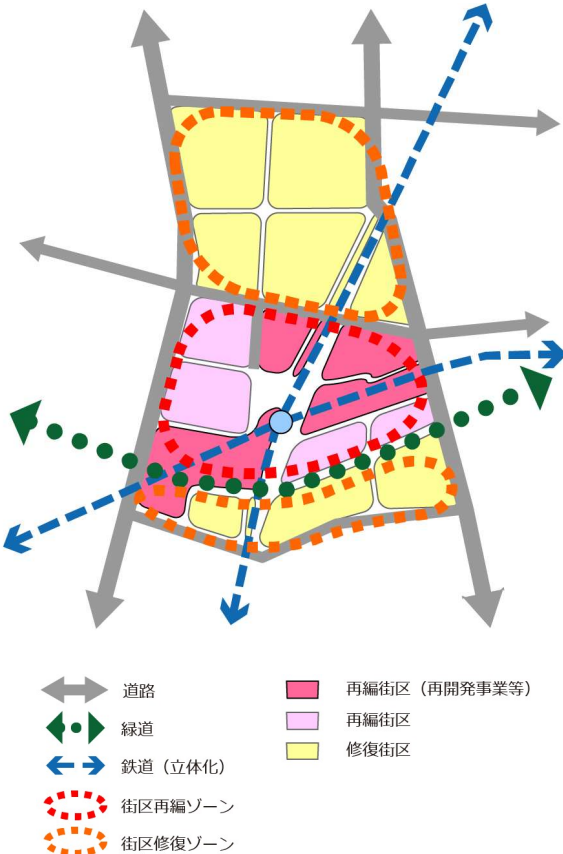 道路
緑道
鉄道（立体化）
街区再編ゾーン
街区修復ゾーン
再編街区（再開発事業等）
再編街区
修復街区